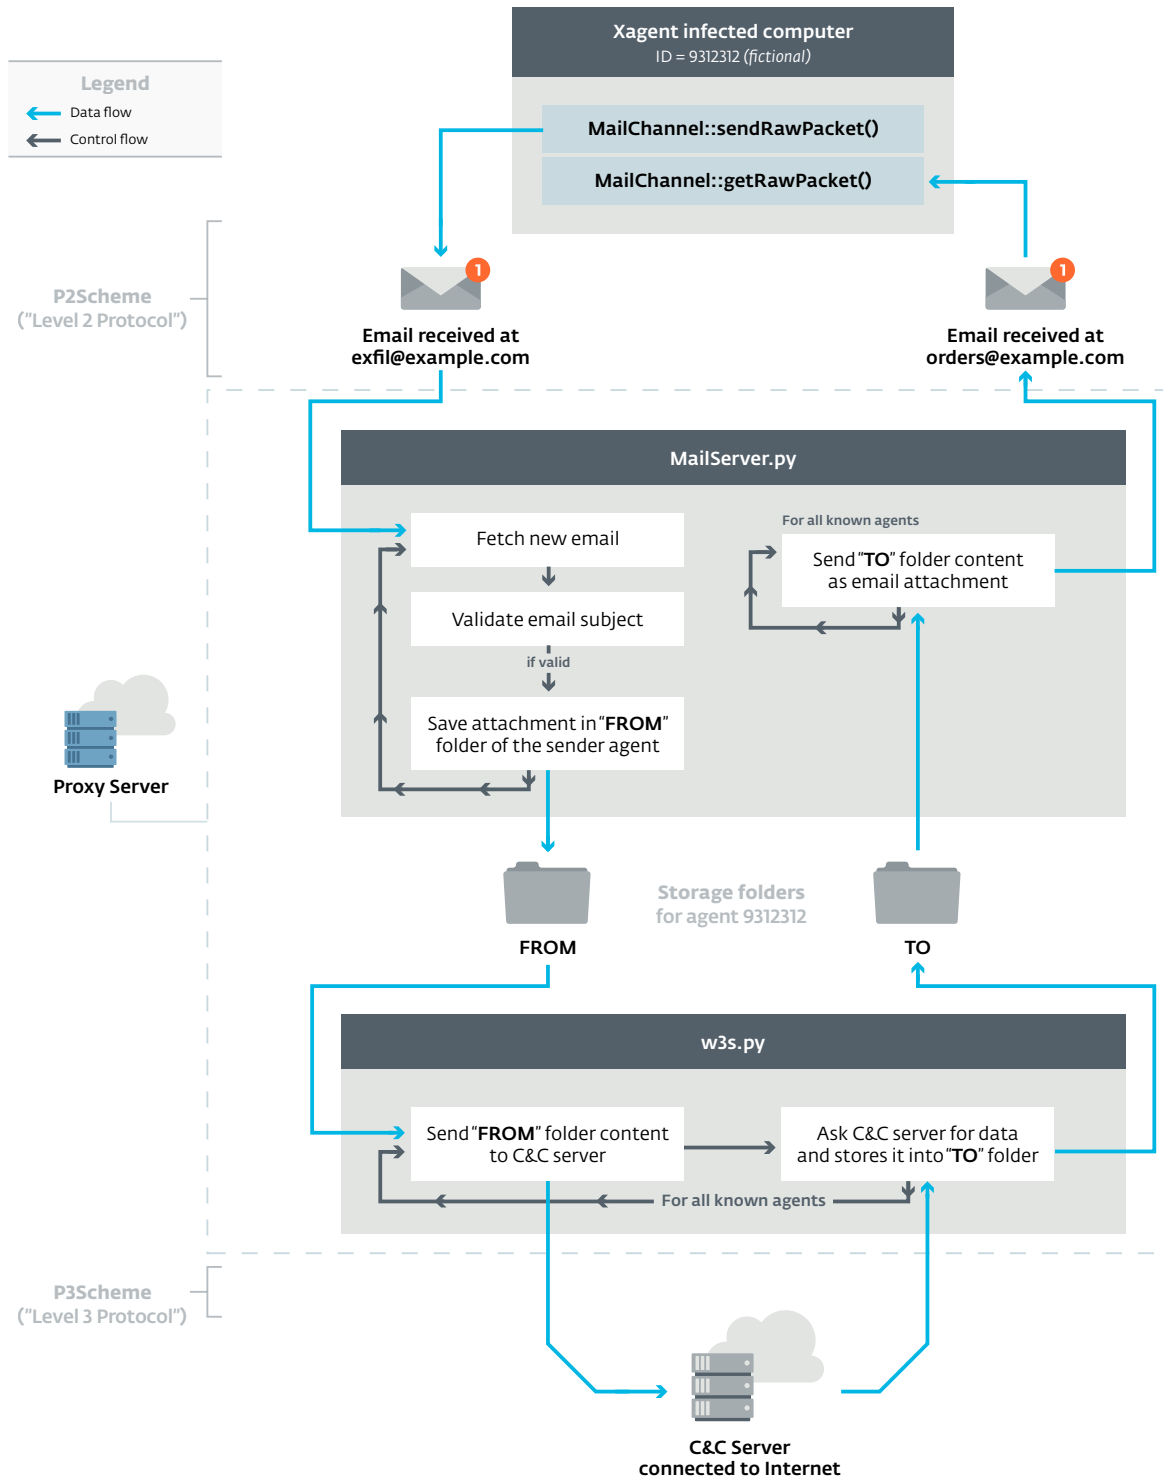 Xagent infected computer
ID = 9312312 (fictional)
Legend
Data flow
Control flow
MailChannel::sendRawPacket()
MailChannel::getRawPacket()
P2Scheme
("Level 2 Protocol")
1
Email received at
exfil@example.com
1
Email received at
orders@example.com
MailServer.py
Fetch new email
Validate email subject
if valid
Save attachment in "FROM"
folder of the sender agent
For all known agents
Send "TO" folder content
as email attachment
Proxy Server
FROM
Storage folders
for agent 9312312
TO
w3s.py
Send "FROM" folder content
to C&C server
Ask C&C server for data
and stores it into "TO" folder
For all known agents
P3Scheme
("Level 3 Protocol")
C&C Server
connected to Internet